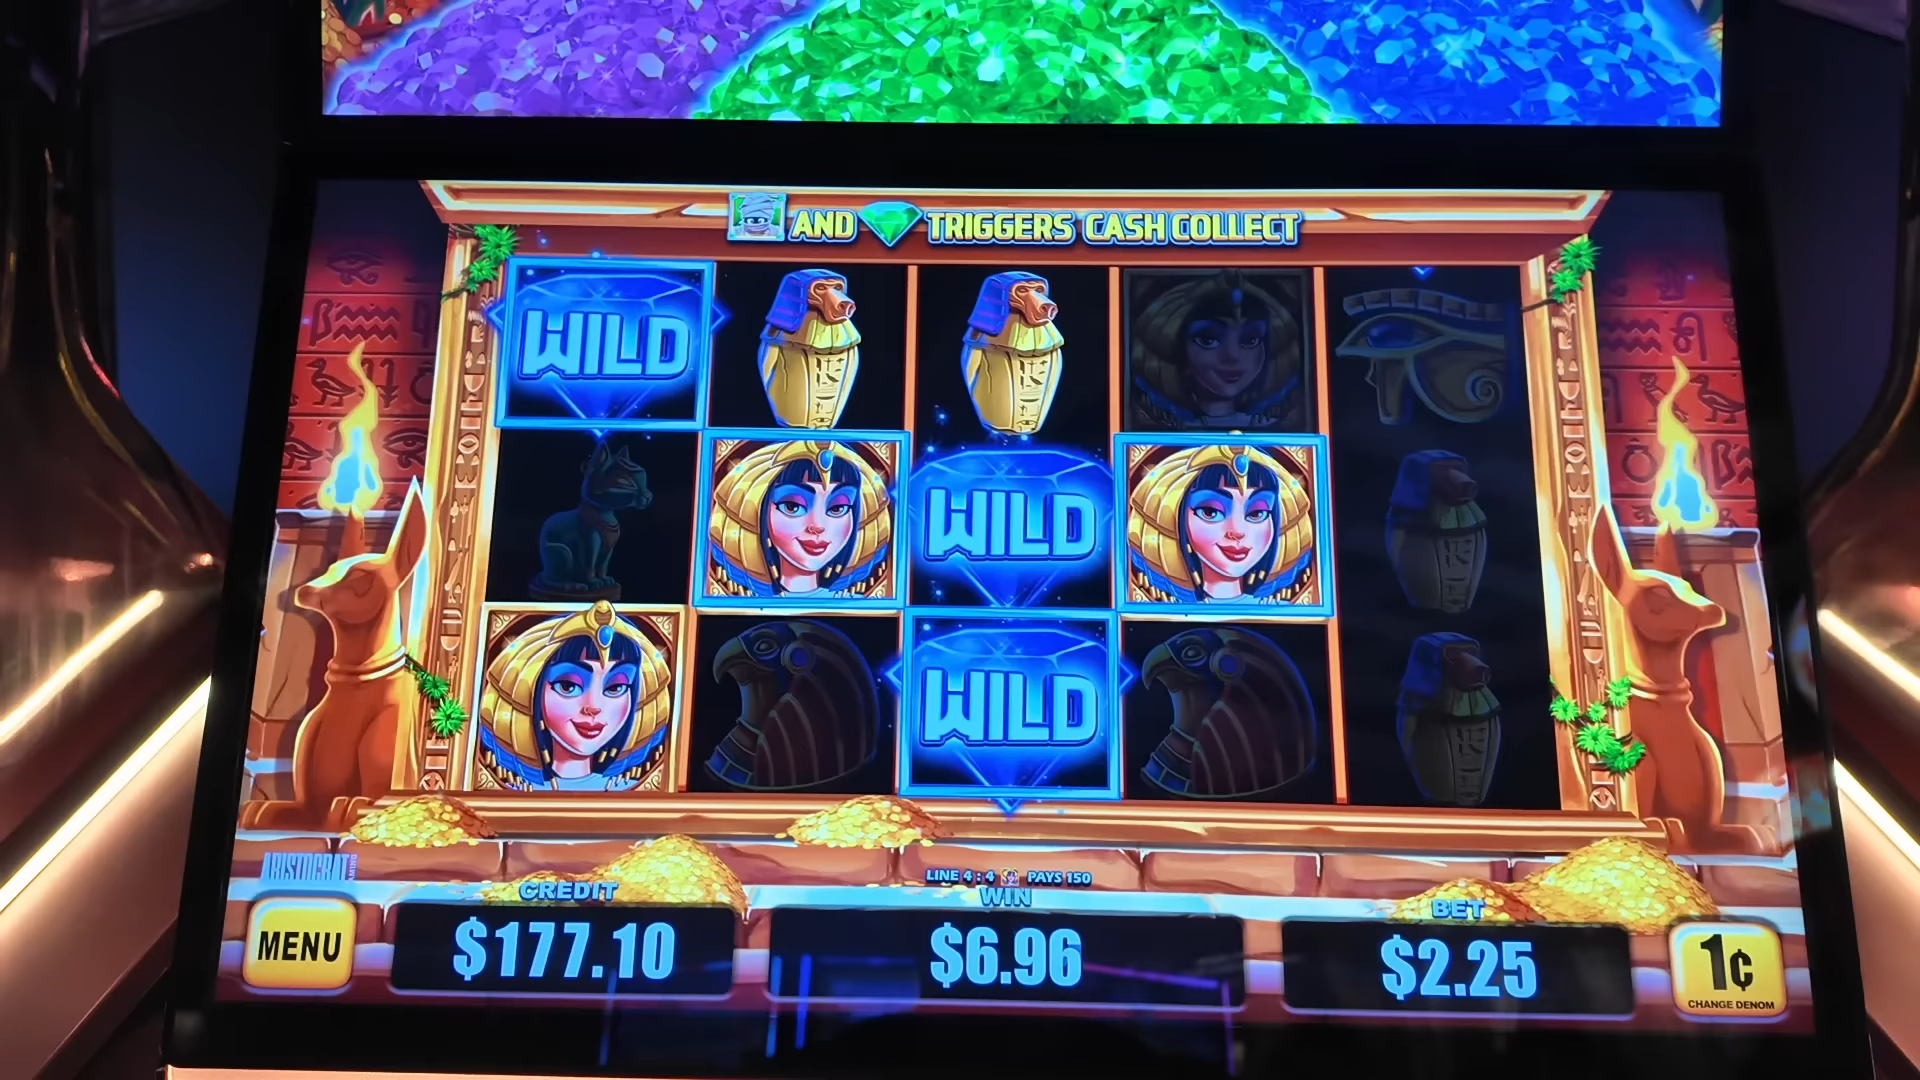 AND TRIGGERS CASH COLLECT
WILD
WILD
WILD
ARISTOCRAT GAMING
LINE 4 : 4 PAYS 150
CREDIT
WIN
BET
MENU
$177.10
$6.96
$2.25
1¢
CHANGE DENOM